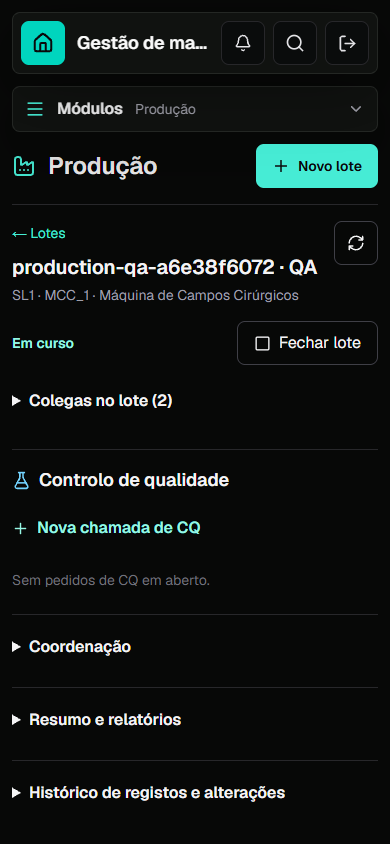 Gestão de ma...
Módulos Produção
Produção
Novo lote
← Lotes
production-qa-a6e38f6072 · QA
SL1 · MCC_1 · Máquina de Campos Cirúrgicos
Em curso
Fechar lote
Colegas no lote (2)
Controlo de qualidade
Nova chamada de CQ
Sem pedidos de CQ em aberto.
Coordenação
Resumo e relatórios
Histórico de registos e alterações